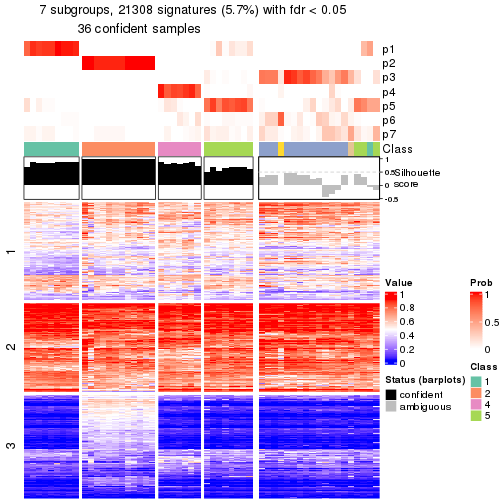 7 subgroups, 21308 signatures (5.7%) with fdr < 0.05
36 confident samples
p1
p2
p3
p4
p5
p6
p7
Class
1
0.5
0
-0.5
Silhouette
score
1
2
3
Value
1
0.8
0.6
0.4
0.2
0
Status (barplots)
confident
ambiguous
Prob
1
0.5
0
Class
1
2
4
5